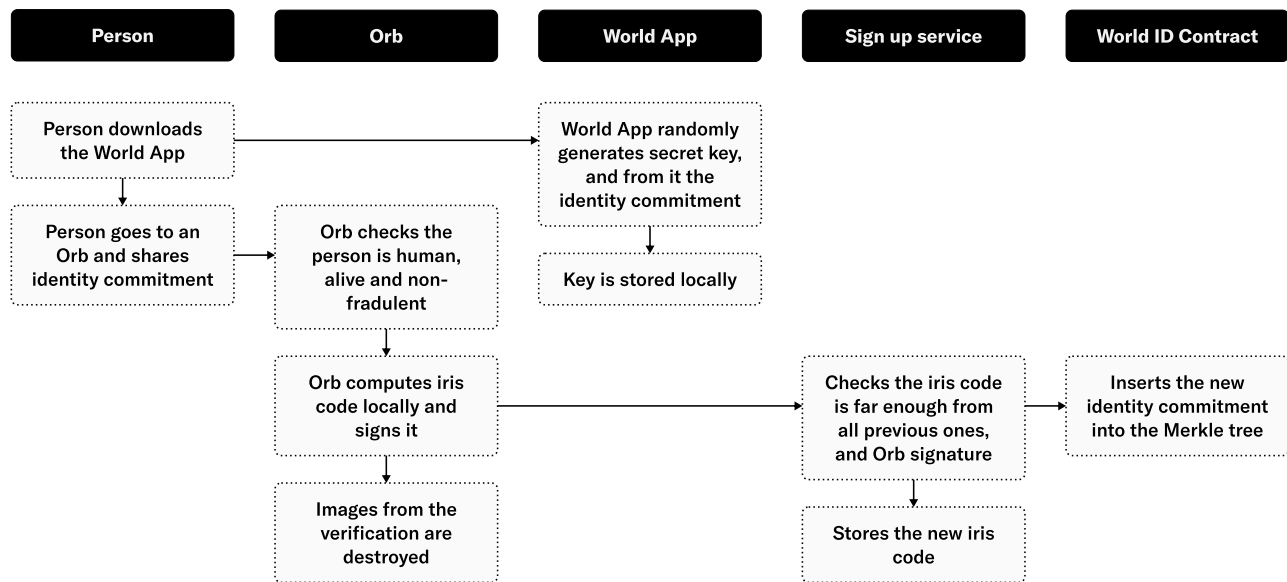 Person
Orb
World App
Sign up service
World ID Contract
Person downloads
the World App
World App randomly
generates secret key,
and from it the
identity commitment
Person goes to an
Orb and shares
identity commitment
Orb checks the
person is human,
alive and non-
fradulent
Key is stored locally
Orb computes iris
code locally and
signs it
Checks the iris code
is far enough from
all previous ones,
and Orb signature
Inserts the new
identity commitment
into the Merkle tree
Images from the
verification are
destroyed
Stores the new iris
code